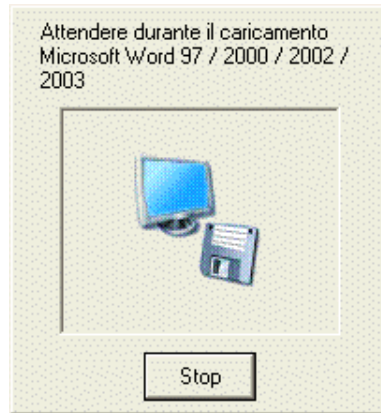 Attendere durante il caricamento
Microsoft Word 97 / 2000 / 2002 /
2003
Stop